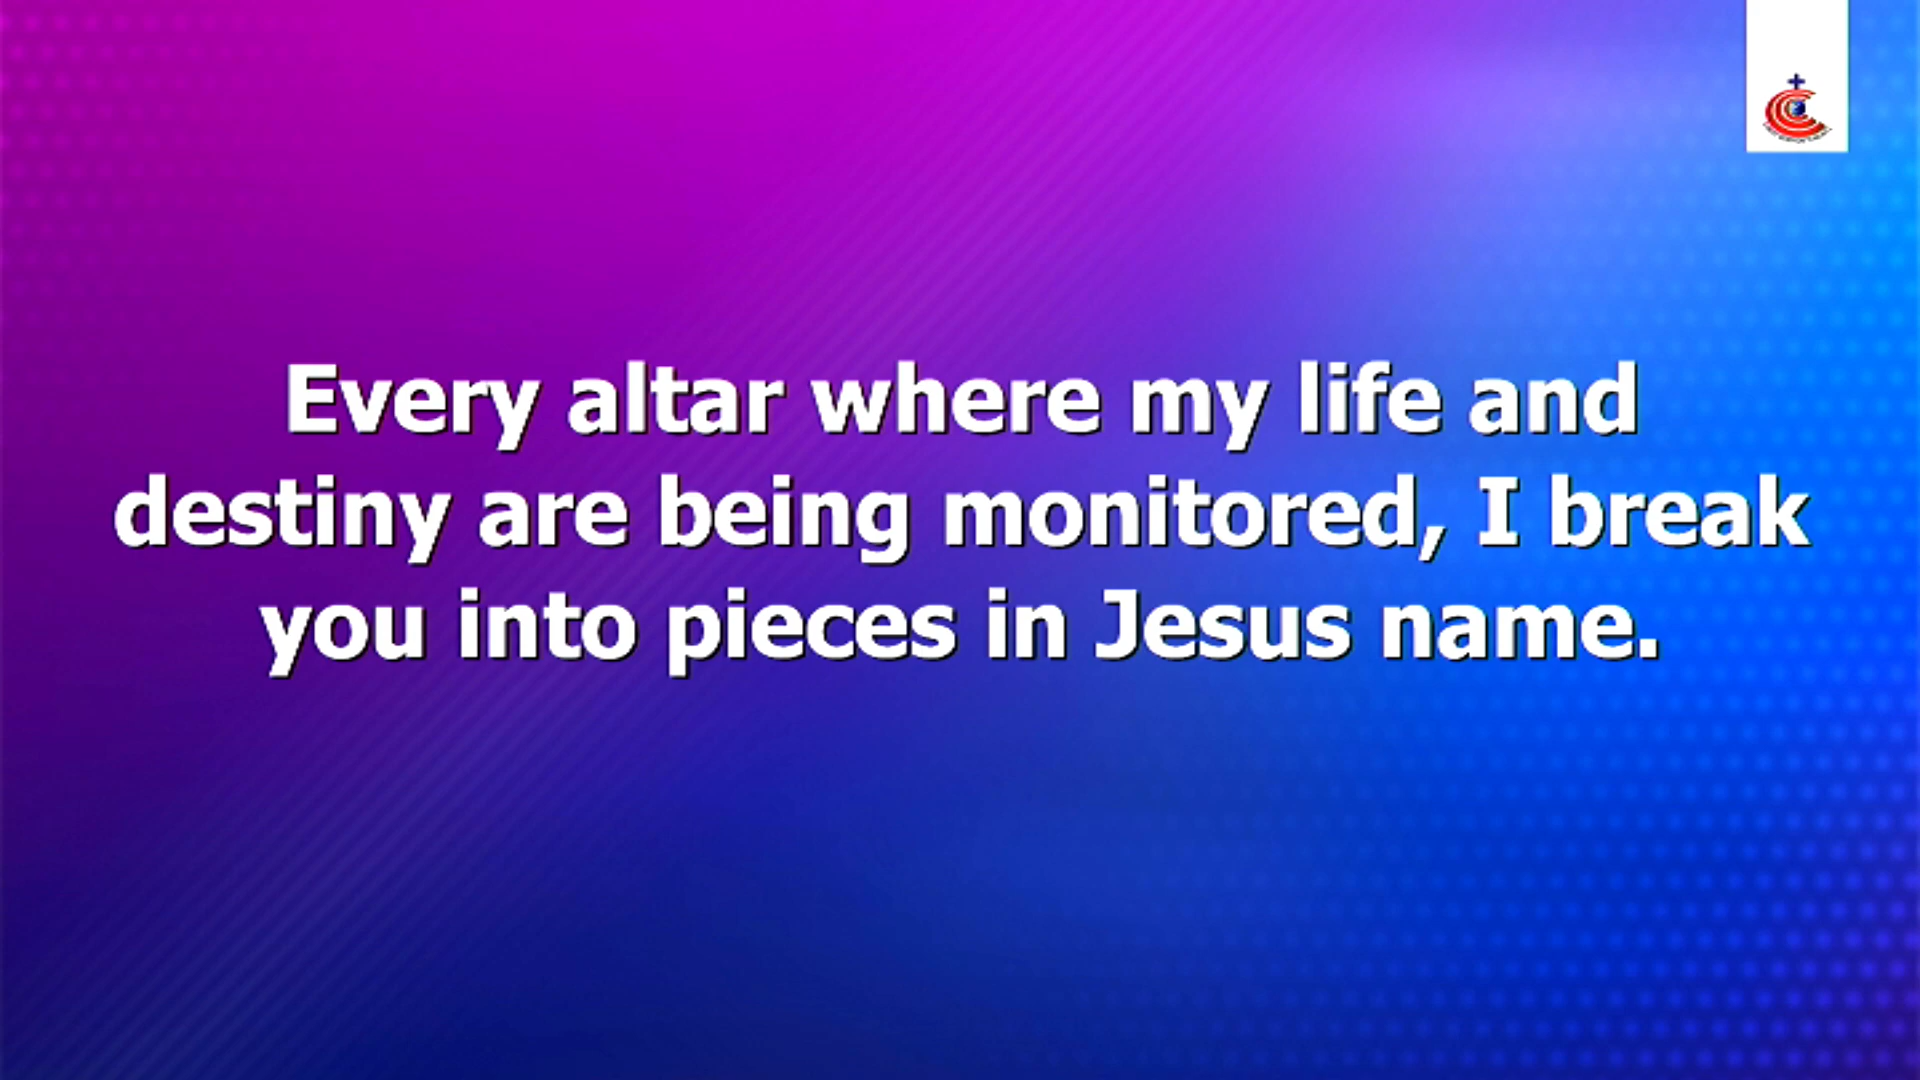 Every altar where my life and
destiny are being monitored, I break
you into pieces in Jesus name.